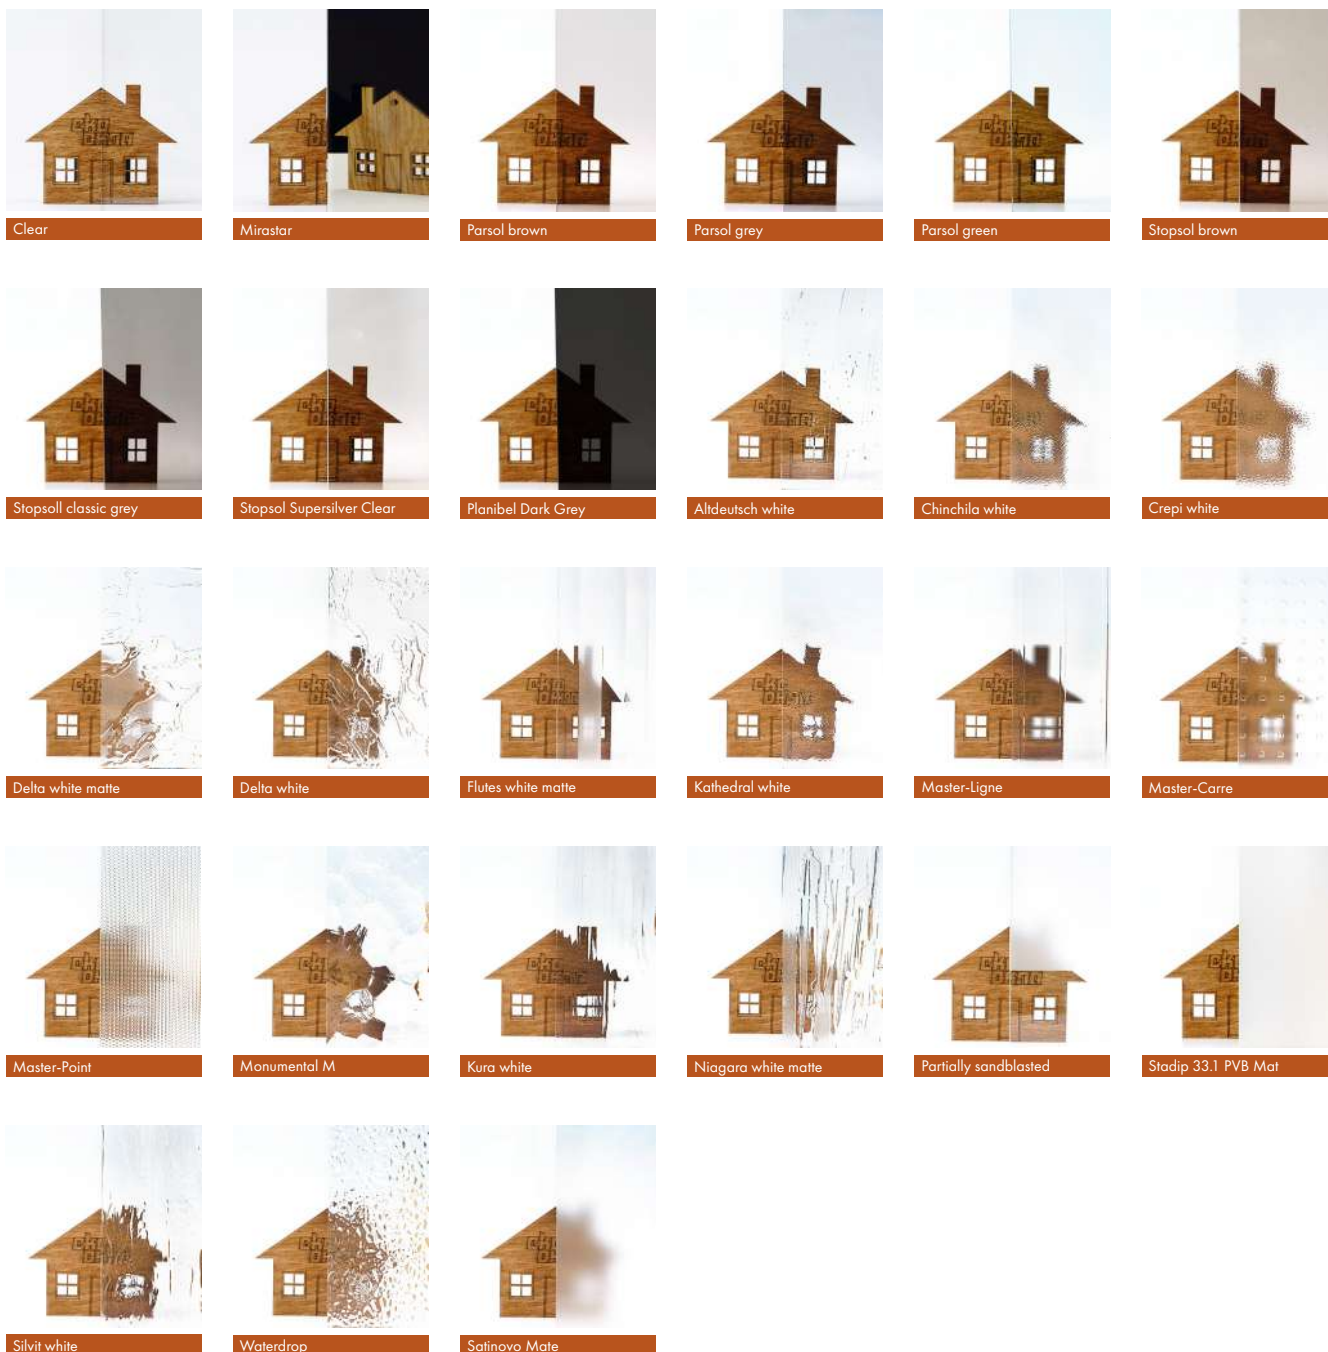 Clear
Mirastar
Parsol brown
Parsol grey
Parsol green
Stopsol brown
Stopsoll classic grey
Stopsol Supersilver Clear
Planibel Dark Grey
Altdeutsch white
Chinchila white
Crepi white
Delta white matte
Delta white
Flutes white matte
Kathedral white
Master-Ligne
Master-Carre
Master-Point
Monumental M
Kura white
Niagara white matte
Partially sandblasted
Stadip 33.1 PVB Mat
Silvit white
Waterdrop
Satinovo Mate